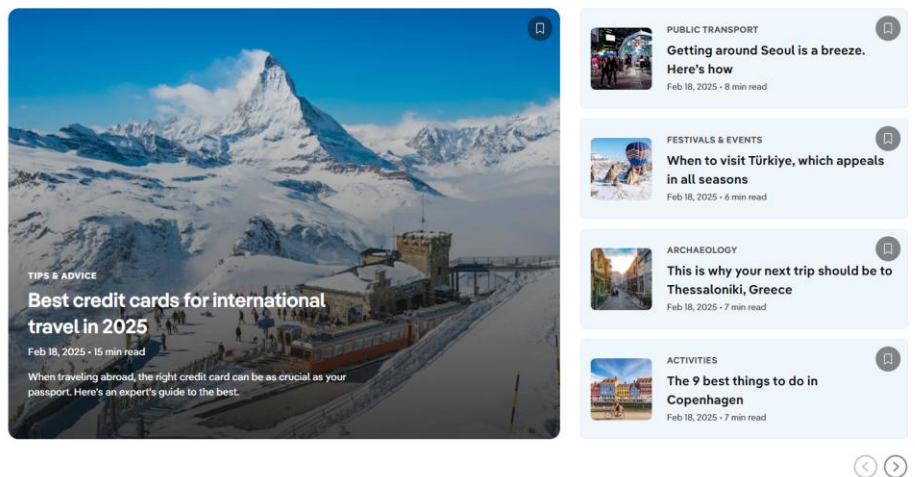 TIPS & ADVICE
Best credit cards for international
travel in 2025
Feb 18, 2025 • 15 min read
When traveling abroad, the right credit card can be as crucial as your
passport. Here's an expert's guide to the best.
PUBLIC TRANSPORT
Getting around Seoul is a breeze.
Here's how
Feb 18, 2025 • 8 min read
FESTIVALS & EVENTS
When to visit Türkiye, which appeals
in all seasons
Feb 18, 2025 • 6 min read
ARCHAEOLOGY
This is why your next trip should be to
Thessaloniki, Greece
Feb 18, 2025 • 7 min read
ACTIVITIES
The 9 best things to do in
Copenhagen
Feb 18, 2025 • 7 min read